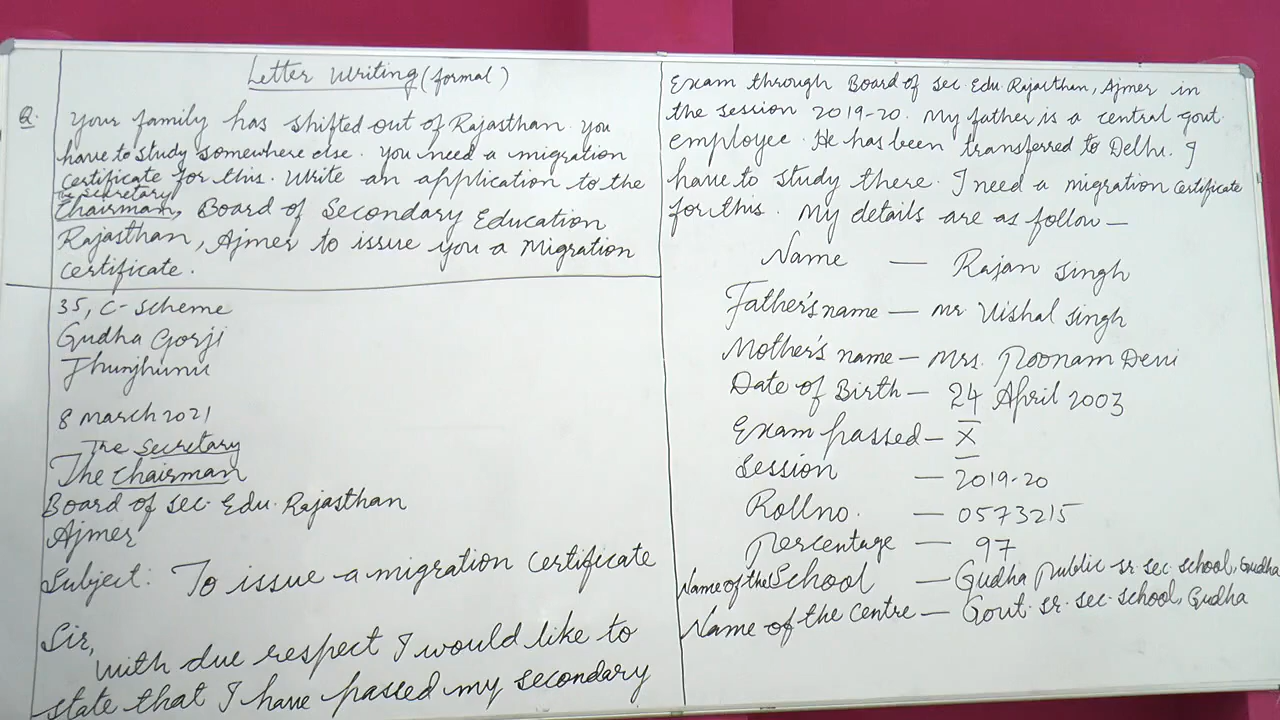 Letter Writing (formal)
Q. Your family has shifted out of Rajasthan. You
have to study somewhere else. You need a migration
certificate for this. Write an application to the
The Secretary
Chairman, Board of Secondary Education
Rajasthan, Ajmer to issue you a Migration
certificate.
35, C-Scheme
Gudha Gorji
Jhunjhunu
8 March 2021
The Secretary
The Chairman
Board of Sec. Edu. Rajasthan
Ajmer
Subject: To issue a migration certificate
Sir,
With due respect I would like to
state that I have passed my secondary
Exam through Board of Sec Edu Rajasthan, Ajmer in
the session 2019-20. My father is a central govt.
employee. He has been transferred to Delhi. I
have to study there. I need a migration certificate
for this. My details are as follow —
Name — Rajan Singh
Father's name — Mr. Vishal Singh
Mother's name — Mrs. Poonam Devi
Date of Birth — 24 April 2003
Exam passed — X
Session — 2019-20
Roll no. — 0573215
Percentage — 97
Name of the School — Gudha Public Sr. Sec. School, Gudha
Name of the centre — Govt. Sr. Sec. School, Gudha